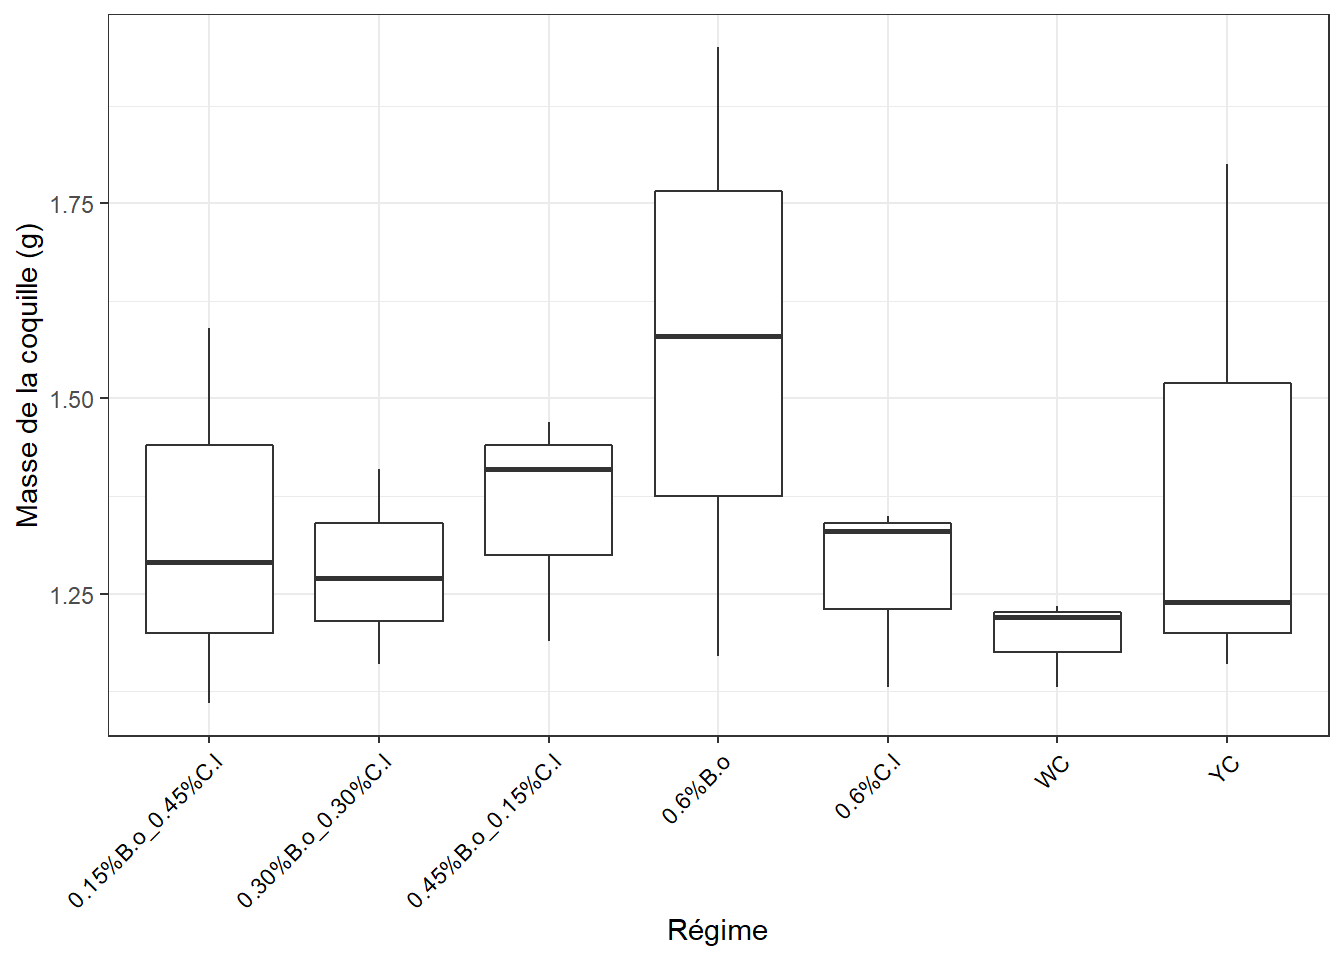 Masse de la coquille (g)
1.75
1.50
1.25
0.15%B.o_0.45%C.l
0.30%B.o_0.30%C.l
0.45%B.o_0.15%C.l
0.6%B.o
0.6%C.l
WC
YC
Régime